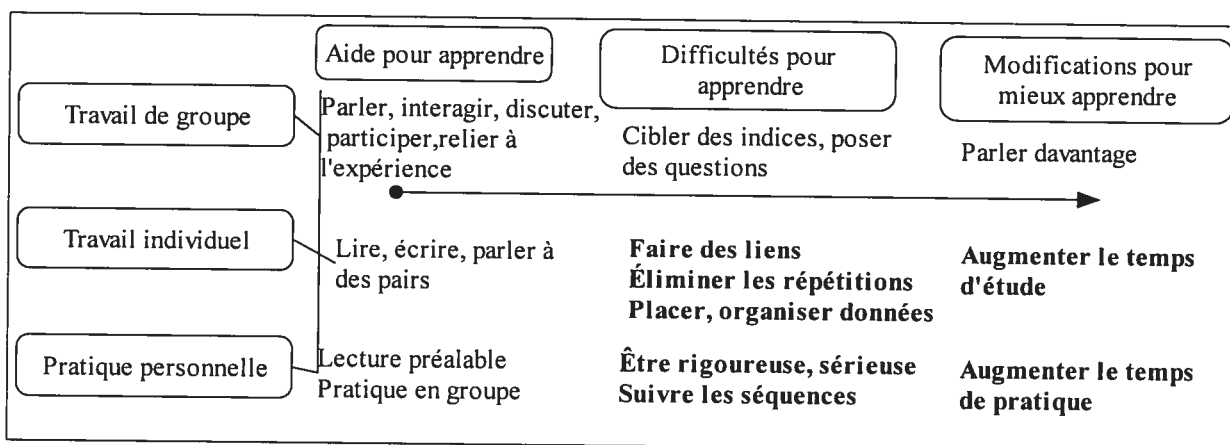 Aide pour apprendre
Difficultés pour
apprendre
Modifications pour
mieux apprendre
Travail de groupe
Parler, interagir, discuter,
participer,relier à
l'expérience
Cibler des indices, poser
des questions
Parler davantage
Travail individuel
Lire, écrire, parler à
des pairs
Faire des liens
Éliminer les répétitions
Placer, organiser données
Augmenter le temps
d'étude
Pratique personnelle
Lecture préalable
Pratique en groupe
Être rigoureuse, sérieuse
Suivre les séquences
Augmenter le temps
de pratique